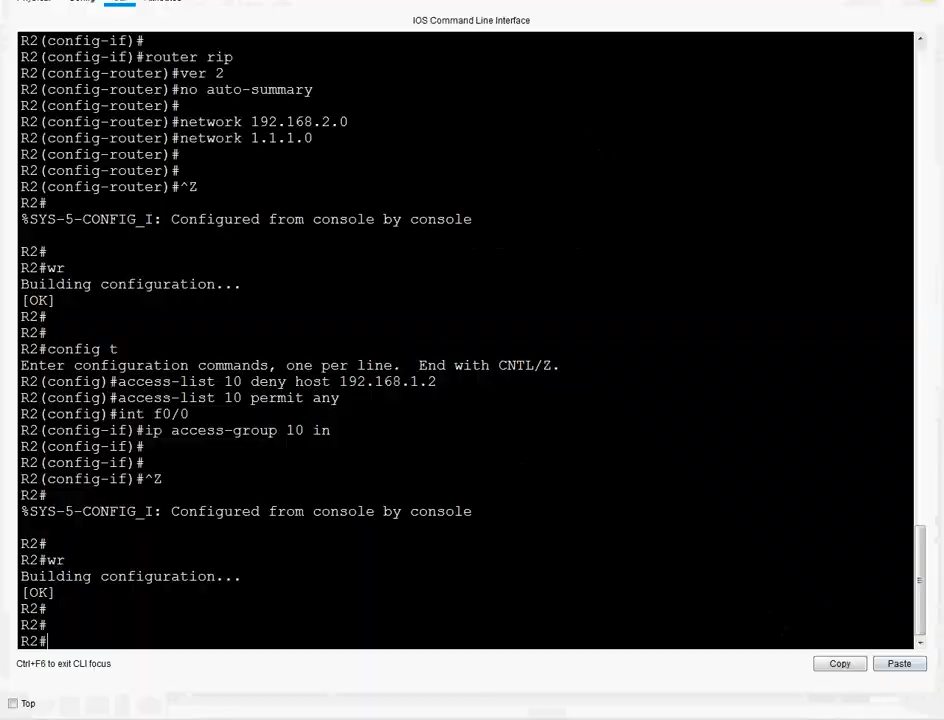 IOS Command Line Interface
R2(config-if)#
R2(config-if)#router rip
R2(config-router)#ver 2
R2(config-router)#no auto-summary
R2(config-router)#
R2(config-router)#network 192.168.2.0
R2(config-router)#network 1.1.1.0
R2(config-router)#
R2(config-router)#
R2(config-router)#^Z
R2#
%SYS-5-CONFIG_I: Configured from console by console
R2#
R2#wr
Building configuration...
[OK]
R2#
R2#
R2#config t
Enter configuration commands, one per line.  End with CNTL/Z.
R2(config)#access-list 10 deny host 192.168.1.2
R2(config)#access-list 10 permit any
R2(config)#int f0/0
R2(config-if)#ip access-group 10 in
R2(config-if)#
R2(config-if)#
R2(config-if)#^Z
R2#
%SYS-5-CONFIG_I: Configured from console by console
R2#
R2#wr
Building configuration...
[OK]
R2#
R2#
R2#
Ctrl+F6 to exit CLI focus
Copy
Paste
Top